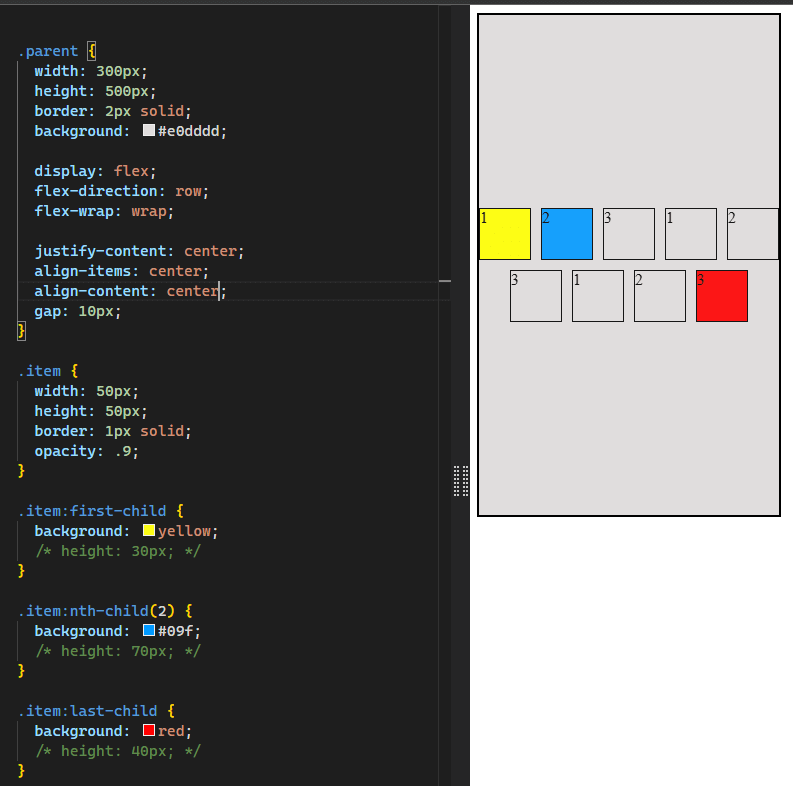 .parent {
width: 300px;
height: 500px;
border: 2px solid;
background: #e0dddd;
display: flex;
flex-direction: row;
flex-wrap: wrap;
justify-content: center;
align-items: center;
align-content: center;
gap: 10px;
}
.item {
width: 50px;
height: 50px;
border: 1px solid;
opacity: .9;
}
.item:first-child {
background: yellow;
/* height: 30px; */
}
.item:nth-child(2) {
background: #09f;
/* height: 70px; */
}
.item:last-child {
background: red;
/* height: 40px; */
}
1 2 3 1 2
3 1 2 3